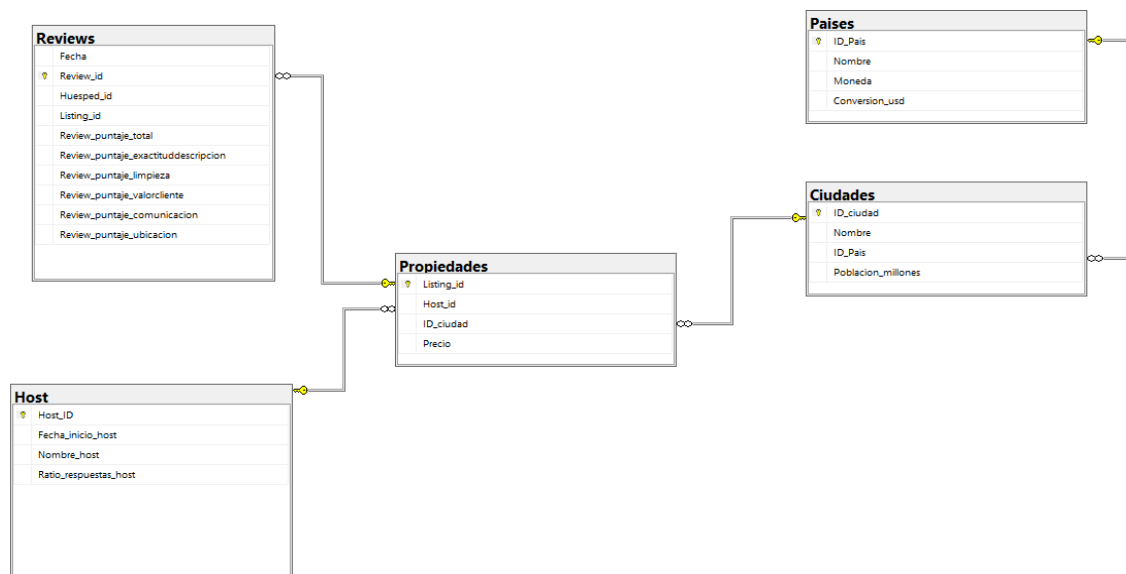 Reviews
Fecha
Review_id
Huesped_id
Listing_id
Review_puntaje_total
Review_puntaje_exactituddescripcion
Review_puntaje_limpieza
Review_puntaje_valorcliente
Review_puntaje_comunicacion
Review_puntaje_ubicacion
Paises
ID_Pais
Nombre
Moneda
Conversion_usd
Ciudades
ID_ciudad
Nombre
ID_Pais
Poblacion_millones
Propiedades
Listing_id
Host_id
ID_ciudad
Precio
Host
Host_ID
Fecha_inicio_host
Nombre_host
Ratio_respuestas_host